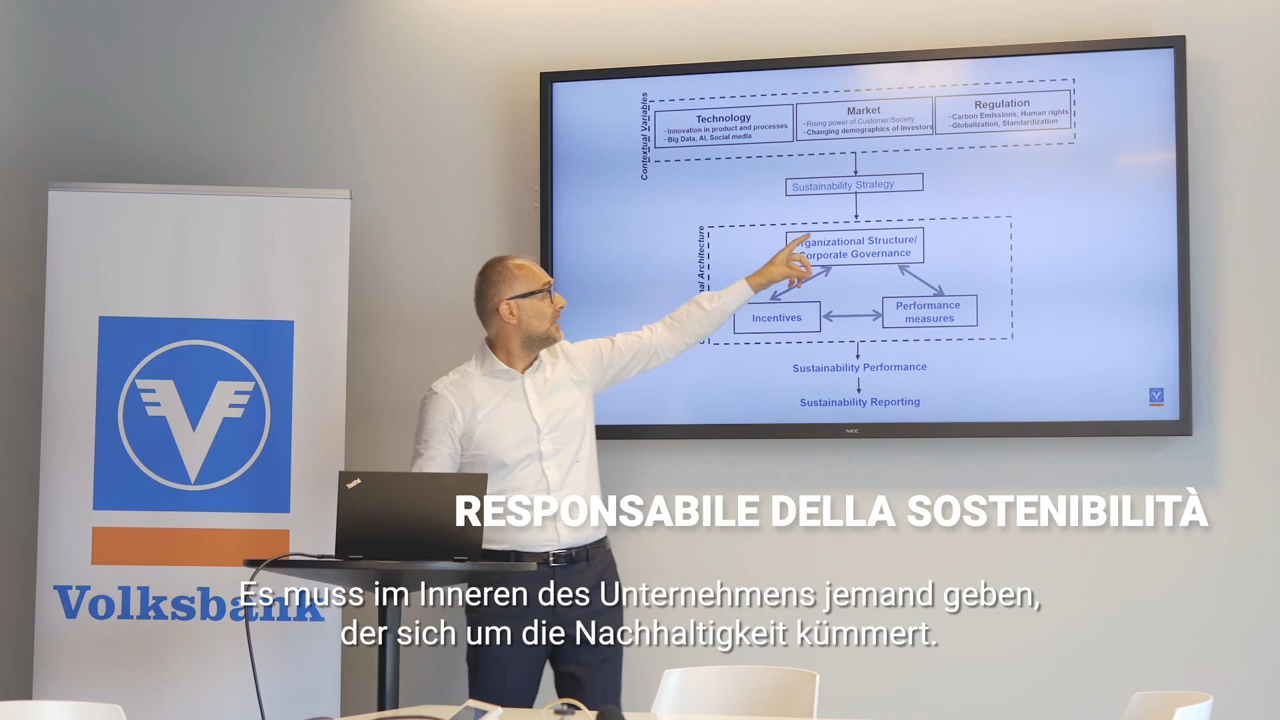 Contextual Variables
Technology
-Innovation in product and processes
-Big Data, AI, Social media
Market
-Rising power of Customer/Society
-Changing demographics of Investors
Regulation
-Carbon Emissions, Human rights
-Globalization, Standardization
Sustainability Strategy
Architecture
Organizational Structure/
Corporate Governance
Incentives
Performance
measures
Sustainability Performance
Sustainability Reporting
NEC
ThinkPad
Volksbank
RESPONSABILE DELLA SOSTENIBILITÀ
Es muss im Inneren des Unternehmens jemand geben,
der sich um die Nachhaltigkeit kümmert.